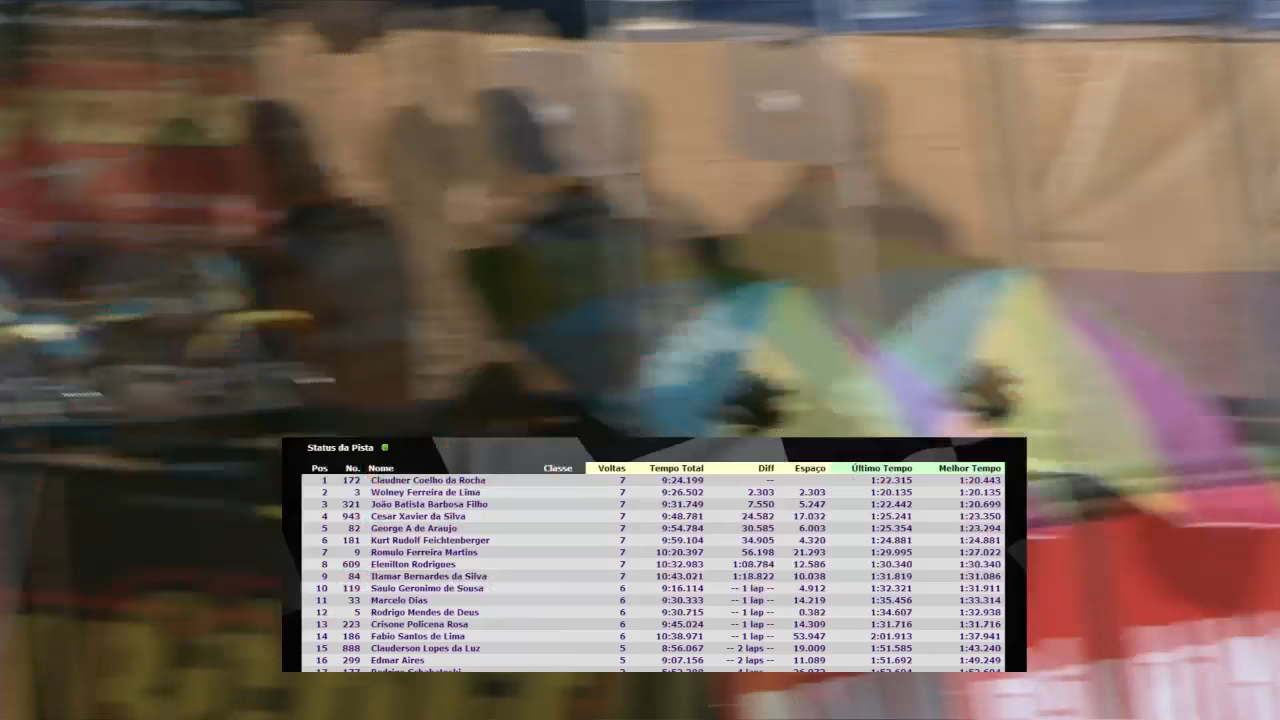 Status da Pista
Pos No. Nome Classe Voltas Tempo Total Diff Espaço Último Tempo Melhor Tempo
1 172 Claudner Coelho da Rocha 7 9:24.199 -- 1:22.315 1:20.443
2 3 Wolney Ferreira de Lima 7 9:26.502 2.303 2.303 1:20.135 1:20.135
3 321 João Batista Barbosa Filho 7 9:31.749 7.550 5.247 1:22.442 1:20.699
4 943 Cesar Xavier da Silva 7 9:48.781 24.582 17.032 1:25.241 1:23.350
5 82 George A de Araujo 7 9:54.784 30.585 6.003 1:25.354 1:23.294
6 181 Kurt Rudolf Feichtenberger 7 9:59.104 34.905 4.320 1:24.881 1:24.881
7 9 Romulo Ferreira Martins 7 10:20.397 56.198 21.293 1:29.995 1:27.022
8 609 Elenilton Rodrigues 7 10:32.983 1:08.784 12.586 1:30.340 1:30.340
9 84 Itamar Bernardes da Silva 7 10:43.021 1:18.822 10.038 1:31.819 1:31.086
10 119 Saulo Geronimo de Sousa 6 9:16.114 -- 1 lap -- 4.912 1:32.321 1:31.911
11 33 Marcelo Dias 6 9:30.333 -- 1 lap -- 14.219 1:35.456 1:33.314
12 5 Rodrigo Mendes de Deus 6 9:30.715 -- 1 lap -- 0.382 1:34.607 1:32.938
13 223 Crisone Policena Rosa 6 9:45.024 -- 1 lap -- 14.309 1:31.716 1:31.716
14 186 Fabio Santos de Lima 6 10:38.971 -- 1 lap -- 53.947 2:01.913 1:37.941
15 888 Clauderson Lopes da Luz 5 8:56.067 -- 2 laps -- 19.009 1:51.585 1:43.240
16 299 Edmar Aires 5 9:07.156 -- 2 laps -- 11.089 1:51.692 1:49.249